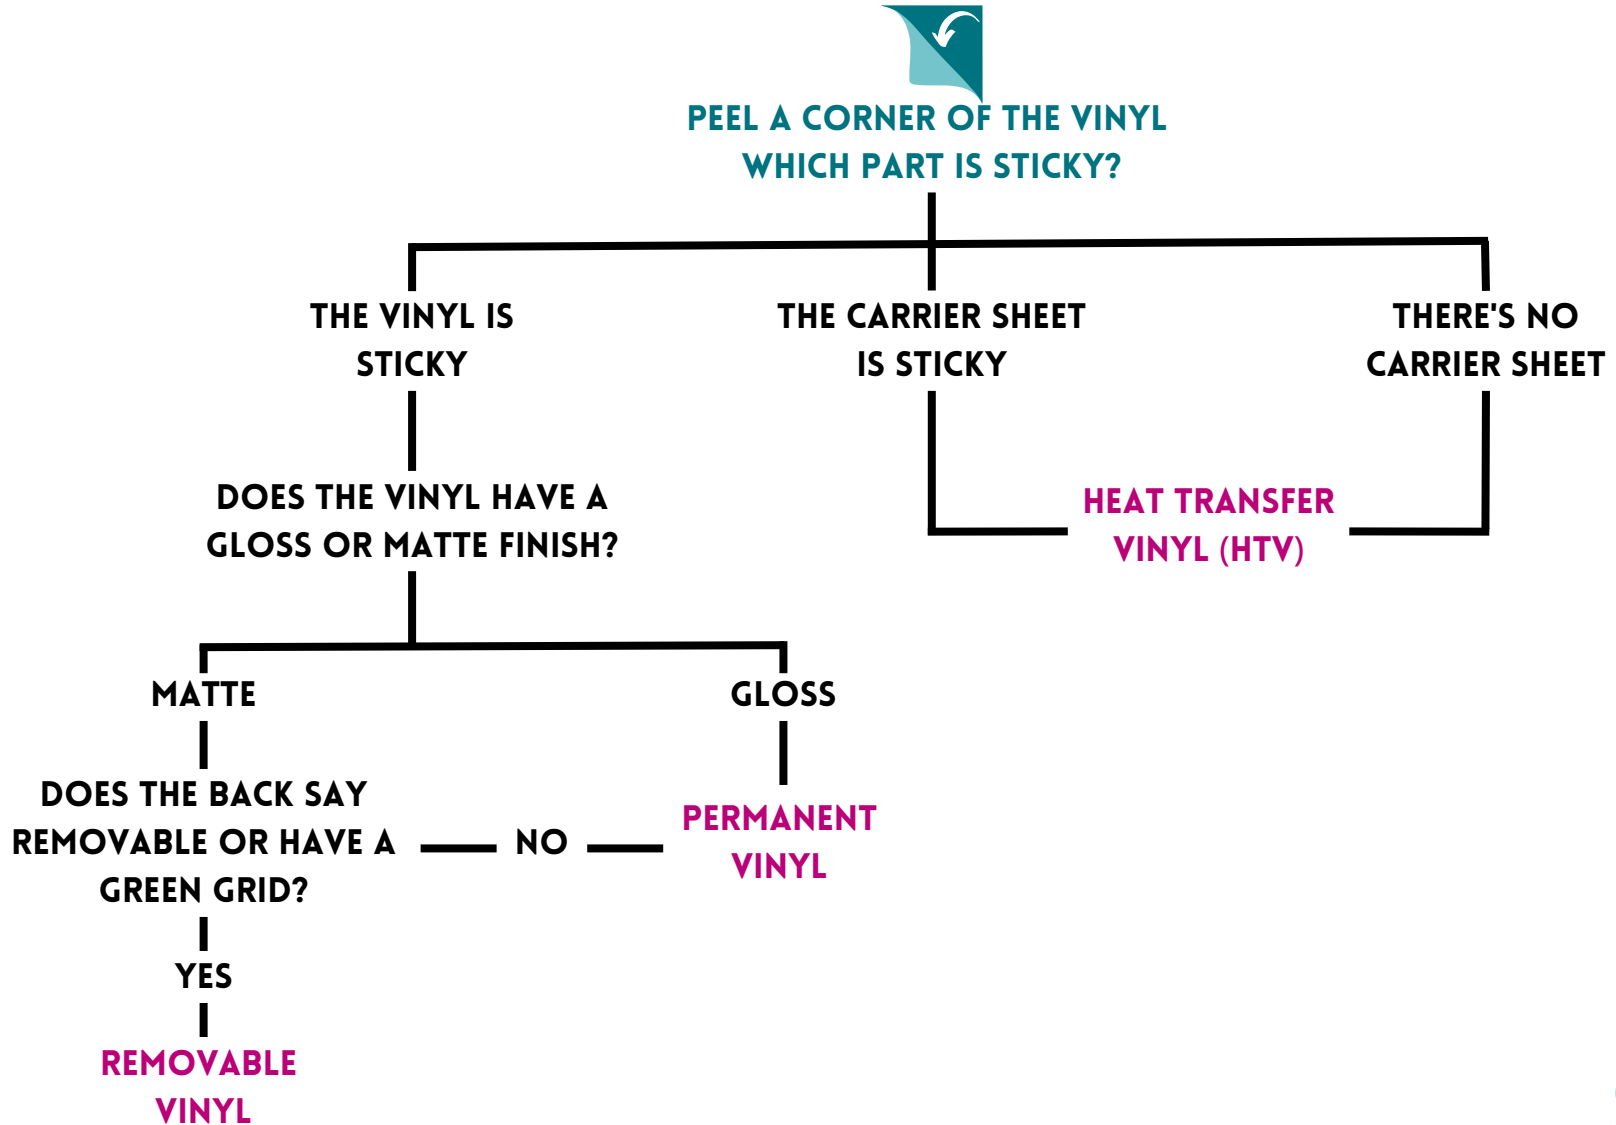 PEEL A CORNER OF THE VINYL
WHICH PART IS STICKY?
THE VINYL IS
STICKY
THE CARRIER SHEET
IS STICKY
THERE'S NO
CARRIER SHEET
DOES THE VINYL HAVE A
GLOSS OR MATTE FINISH?
HEAT TRANSFER
VINYL (HTV)
MATTE
GLOSS
DOES THE BACK SAY
REMOVABLE OR HAVE A
GREEN GRID?
NO
PERMANENT
VINYL
YES
REMOVABLE
VINYL